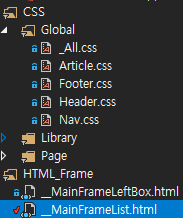 CSS
Global
_All.css
Article.css
Footer.css
Header.css
Nav.css
Library
Page
HTML_Frame
__MainFrameLeftBox.html
__MainFrameList.html